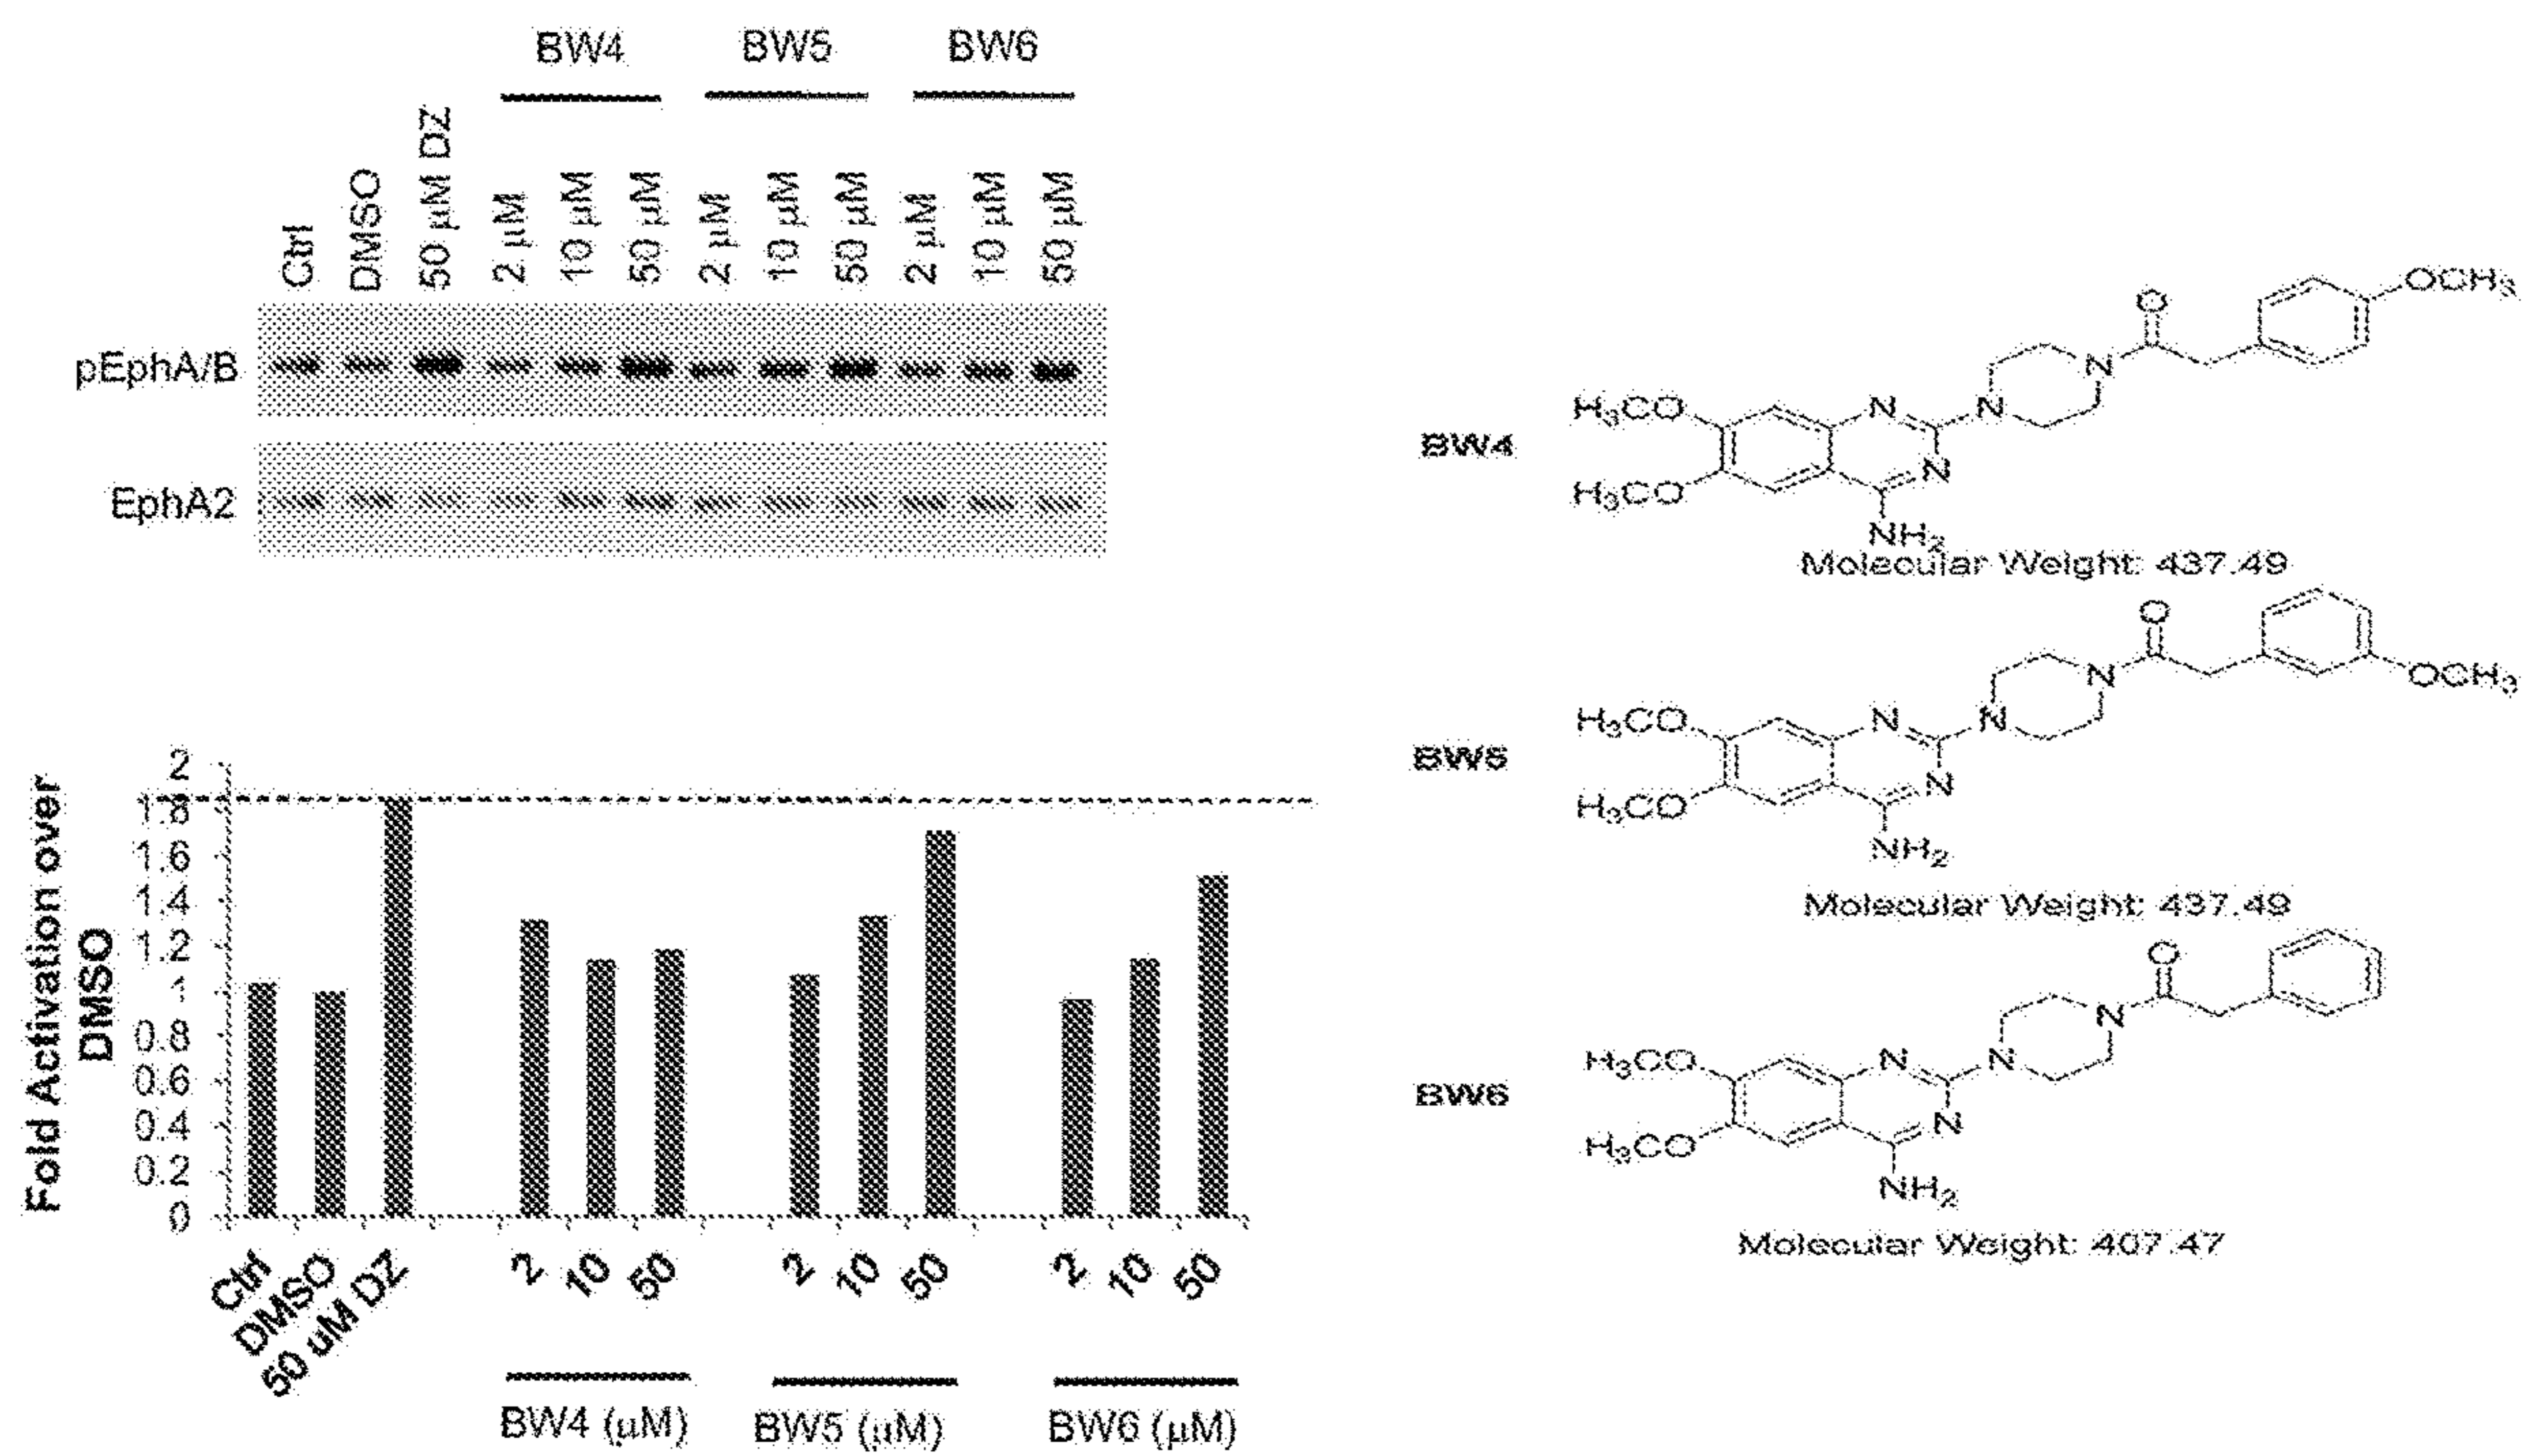 BW4 BW5 BW6
Ctrl DMSO 50 μM DZ 2 μM 10 μM 50 μM 2 μM 10 μM 50 μM 2 μM 10 μM 50 μM
pEphA/B
EphA2
Fold Activation over
DMSO
2
1.8
1.6
1.4
1.2
1
0.8
0.6
0.4
0.2
0
Ctrl DMSO 50 uM DZ 2 10 50 2 10 50 2 10 50
BW4 (μM) BW5 (μM) BW6 (μM)
BW4
O
OCH3
N
H3CO N N
N
H3CO
NH2
Molecular Weight: 437.49
BW5
O
N OCH3
H3CO N N
N
H3CO
NH2
Molecular Weight: 437.49
BW6
O
N
H3CO N N
N
H3CO
NH2
Molecular Weight: 407.47